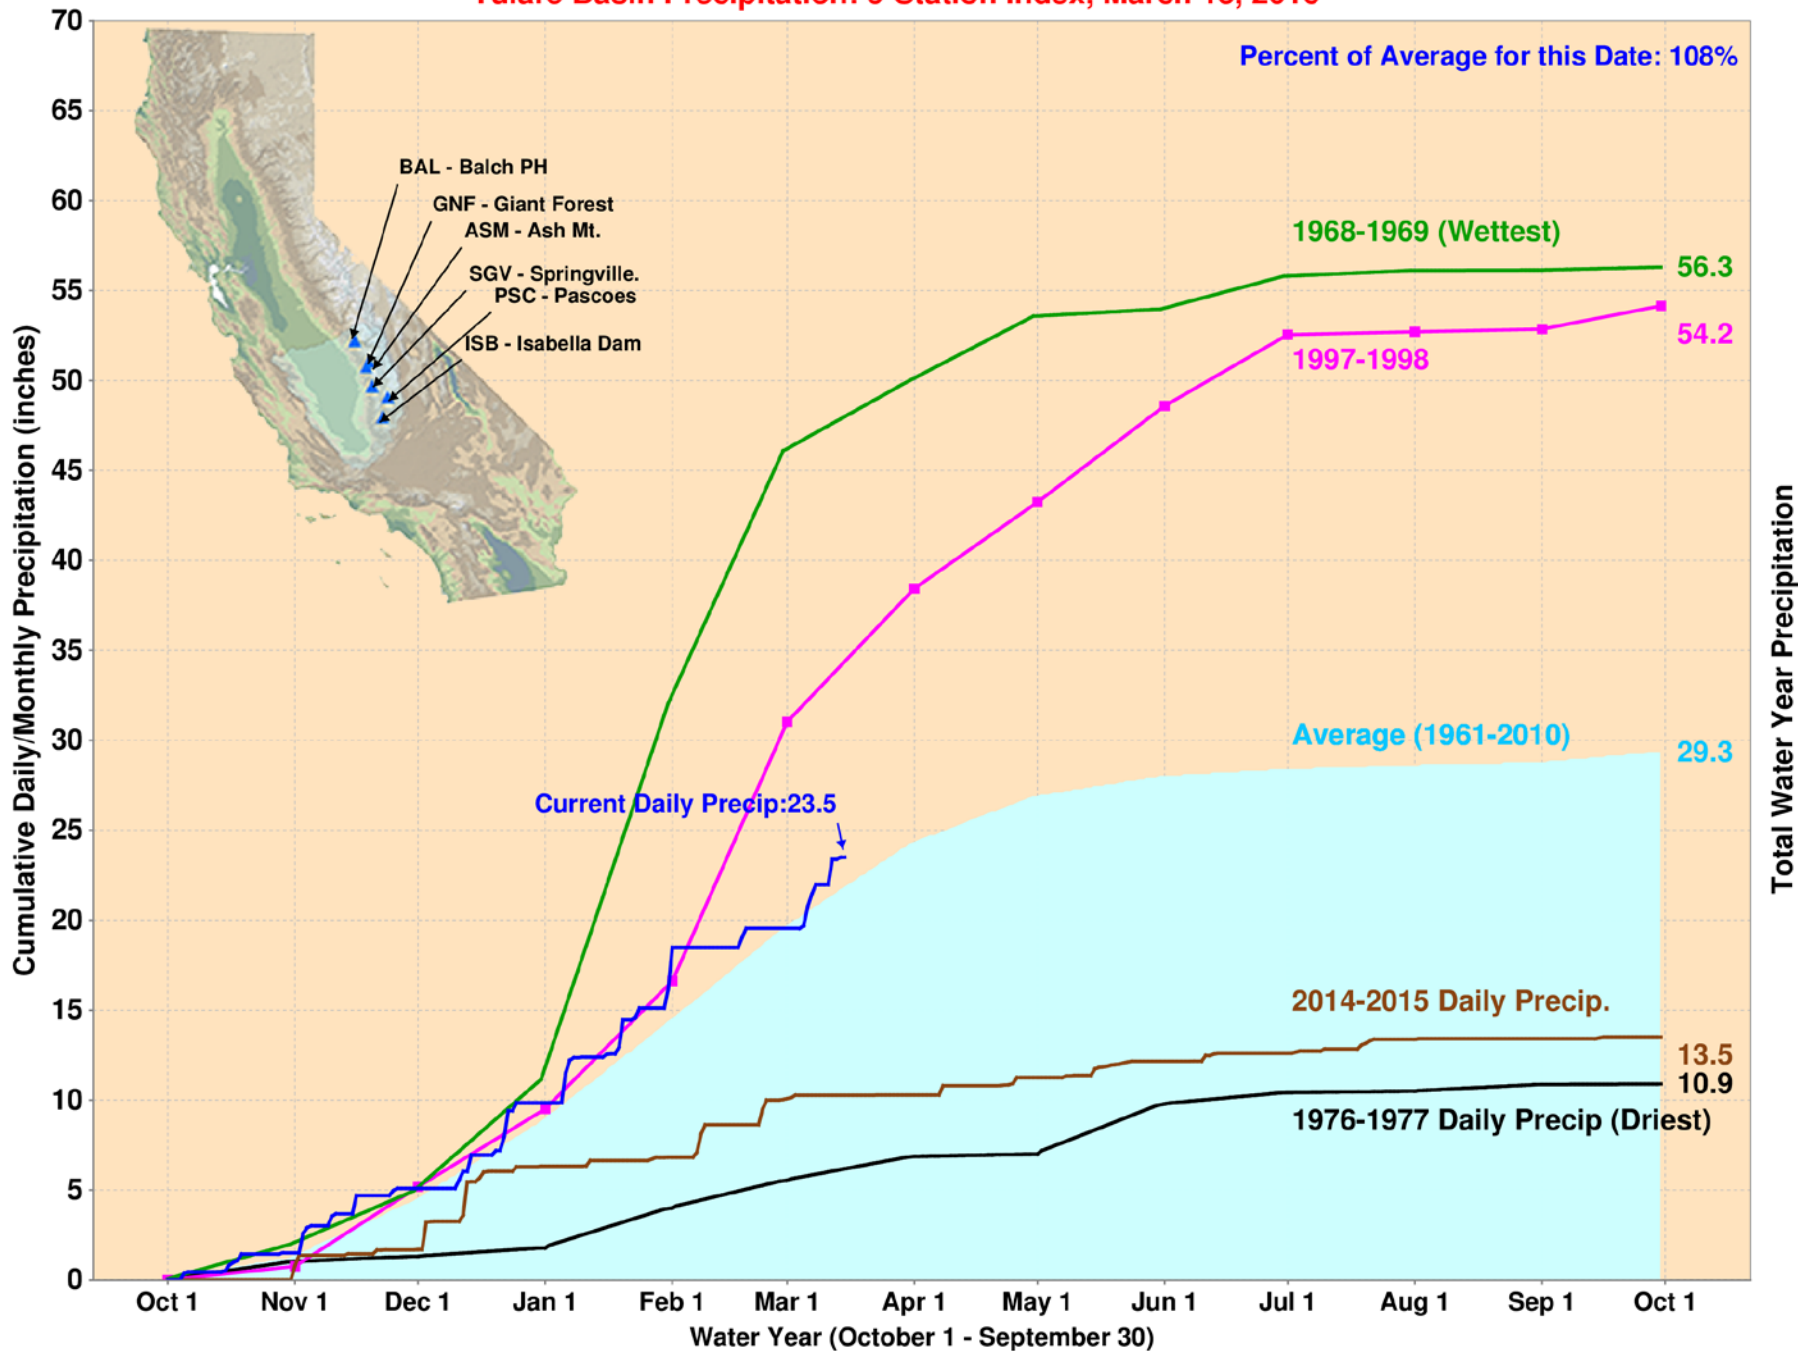 Percent of Average for this Date: 108%
BAL - Balch PH
GNF - Giant Forest
ASM - Ash Mt.
SGV - Springville.
PSC - Pascoes
ISB - Isabella Dam
1968-1969 (Wettest)
56.3
54.2
1997-1998
Average (1961-2010)
29.3
Current Daily Precip:23.5
2014-2015 Daily Precip.
13.5
10.9
1976-1977 Daily Precip (Driest)
Cumulative Daily/Monthly Precipitation (inches)
Total Water Year Precipitation
70
65
60
55
50
45
40
35
30
25
20
15
10
5
0
Oct 1 Nov 1 Dec 1 Jan 1 Feb 1 Mar 1 Apr 1 May 1 Jun 1 Jul 1 Aug 1 Sep 1 Oct 1
Water Year (October 1 - September 30)